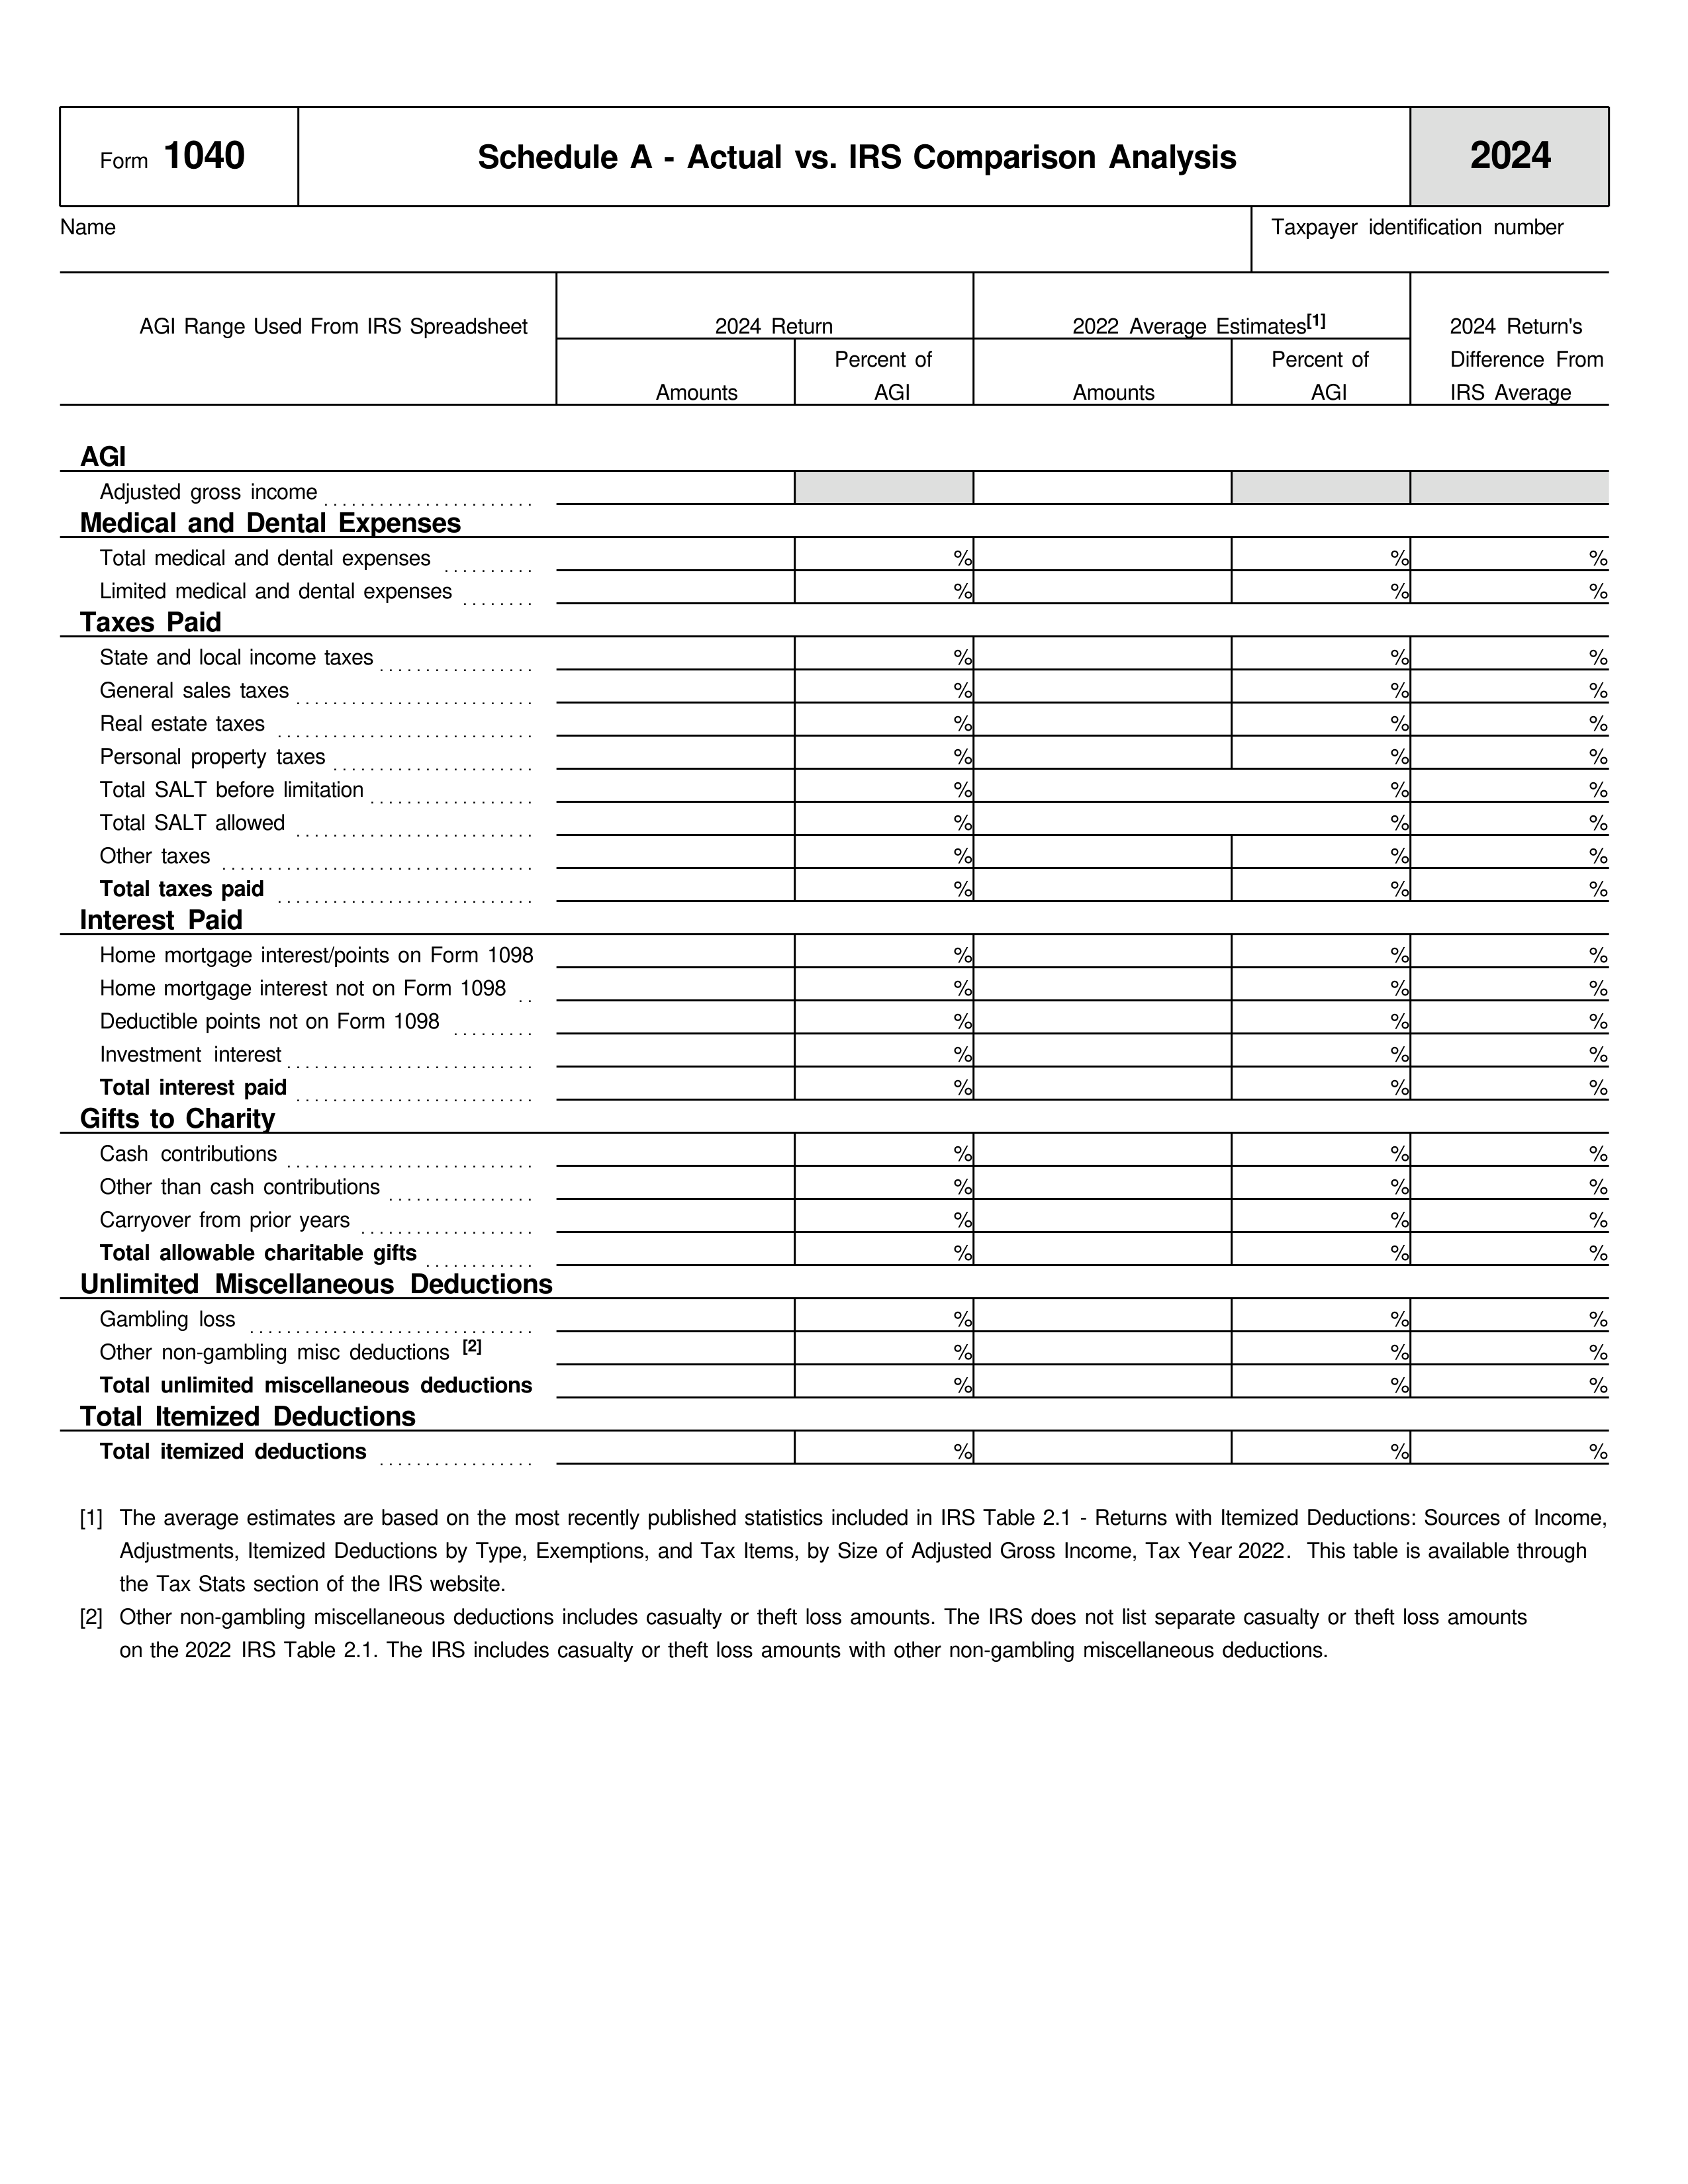 Form 1040 Schedule A - Actual vs. IRS Comparison Analysis 2024
Name Taxpayer identification number
AGI Range Used From IRS Spreadsheet 2024 Return 2022 Average Estimates[1] 2024 Return's
Percent of Percent of Difference From
Amounts AGI Amounts AGI IRS Average
AGI
Adjusted gross income
Medical and Dental Expenses
Total medical and dental expenses % % %
Limited medical and dental expenses % % %
Taxes Paid
State and local income taxes % % %
General sales taxes % % %
Real estate taxes % % %
Personal property taxes % % %
Total SALT before limitation % % %
Total SALT allowed % % %
Other taxes % % %
Total taxes paid % % %
Interest Paid
Home mortgage interest/points on Form 1098 % % %
Home mortgage interest not on Form 1098 % % %
Deductible points not on Form 1098 % % %
Investment interest % % %
Total interest paid % % %
Gifts to Charity
Cash contributions % % %
Other than cash contributions % % %
Carryover from prior years % % %
Total allowable charitable gifts % % %
Unlimited Miscellaneous Deductions
Gambling loss % % %
Other non-gambling misc deductions [2] % % %
Total unlimited miscellaneous deductions % % %
Total Itemized Deductions
Total itemized deductions % % %
[1] The average estimates are based on the most recently published statistics included in IRS Table 2.1 - Returns with Itemized Deductions: Sources of Income,
Adjustments, Itemized Deductions by Type, Exemptions, and Tax Items, by Size of Adjusted Gross Income, Tax Year 2022. This table is available through
the Tax Stats section of the IRS website.
[2] Other non-gambling miscellaneous deductions includes casualty or theft loss amounts. The IRS does not list separate casualty or theft loss amounts
on the 2022 IRS Table 2.1. The IRS includes casualty or theft loss amounts with other non-gambling miscellaneous deductions.